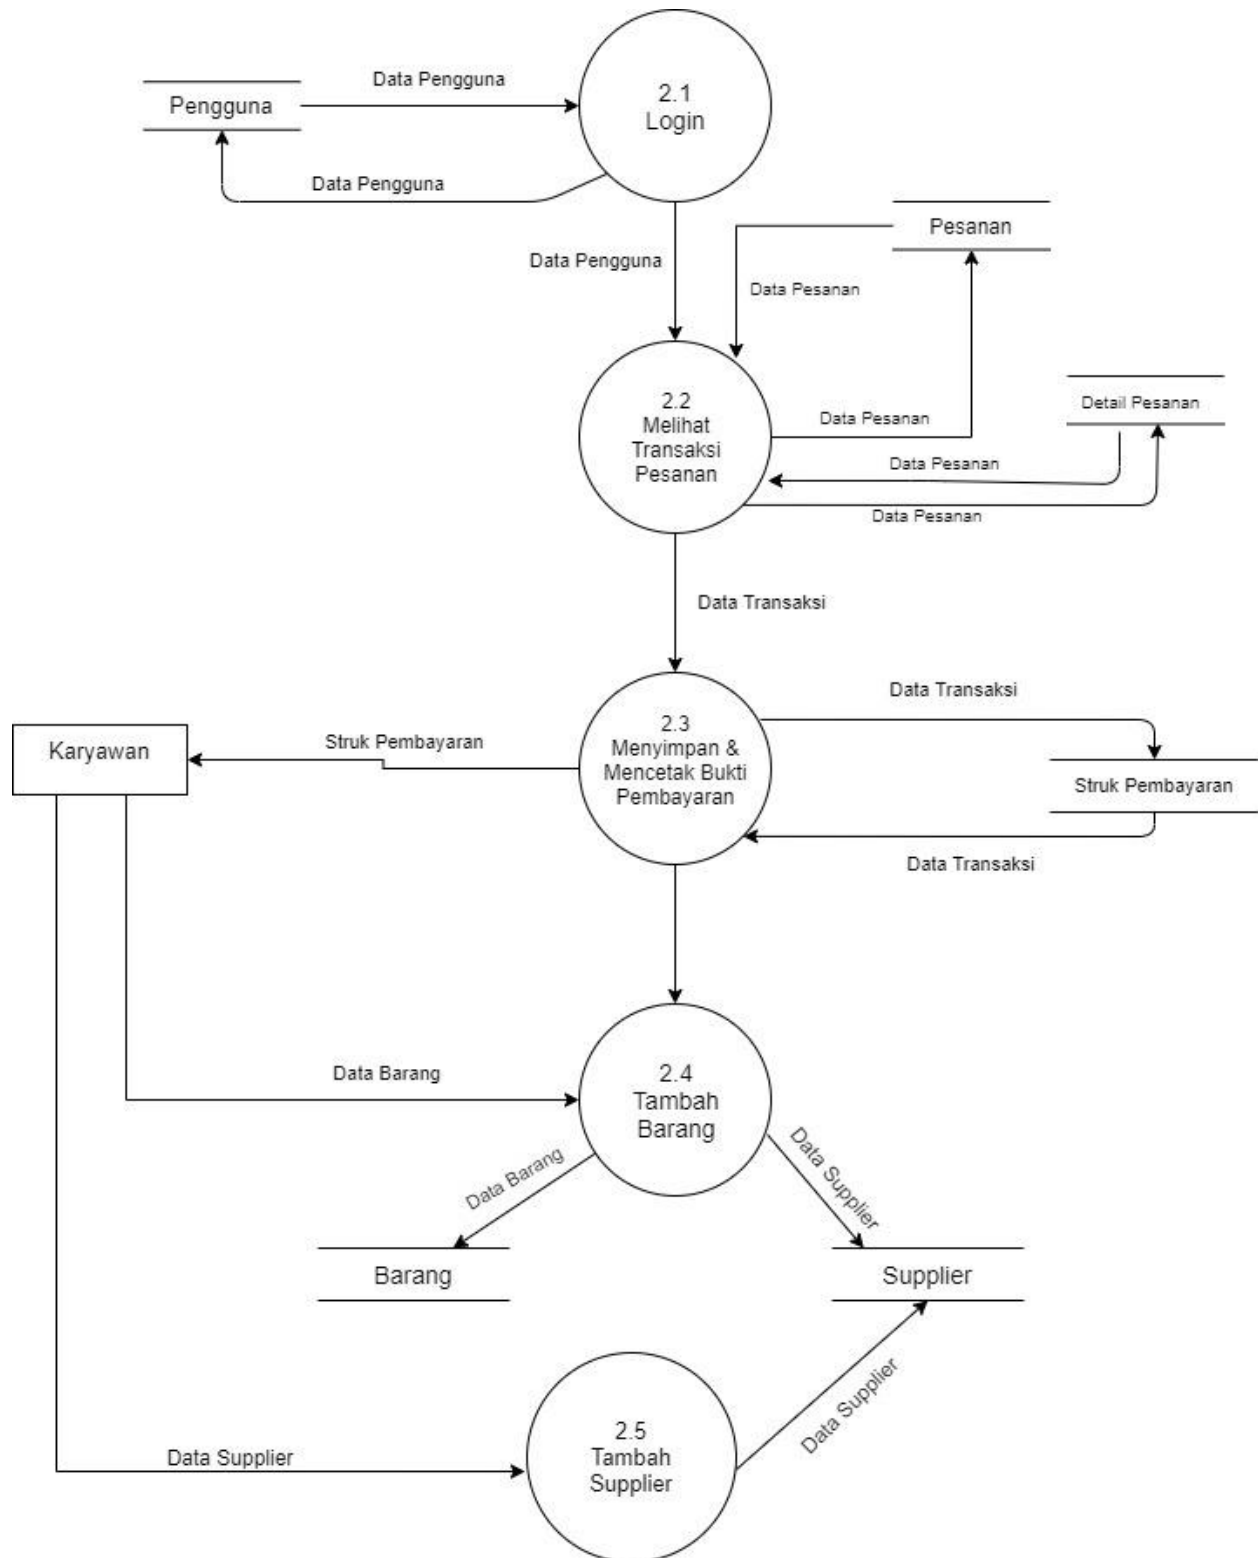 Data Pengguna
2.1
Login
Pengguna
Data Pengguna
Data Pengguna
Pesanan
Data Pesanan
2.2
Melihat
Transaksi
Pesanan
Detail Pesanan
Data Pesanan
Data Pesanan
Data Pesanan
Data Transaksi
Data Transaksi
2.3
Menyimpan &
Mencetak Bukti
Pembayaran
Karyawan
Struk Pembayaran
Struk Pembayaran
Data Transaksi
Data Barang
2.4
Tambah
Barang
Data Barang
Data Supplier
Barang
Supplier
Data Supplier
2.5
Tambah
Supplier
Data Supplier